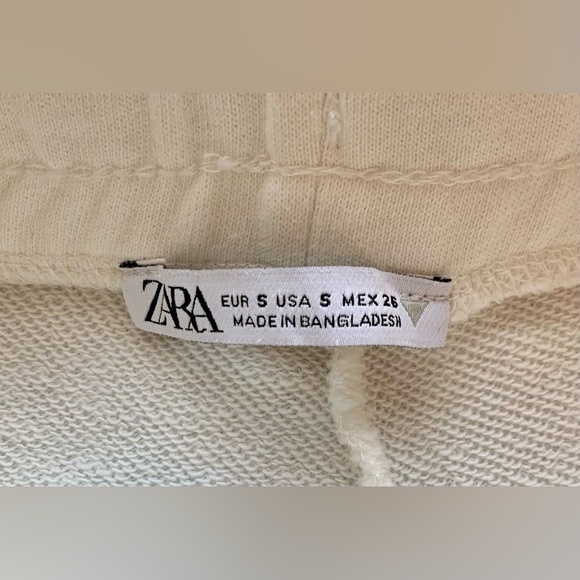 ZARA
EUR S USA S MEX 26
MADE IN BANGLADESH